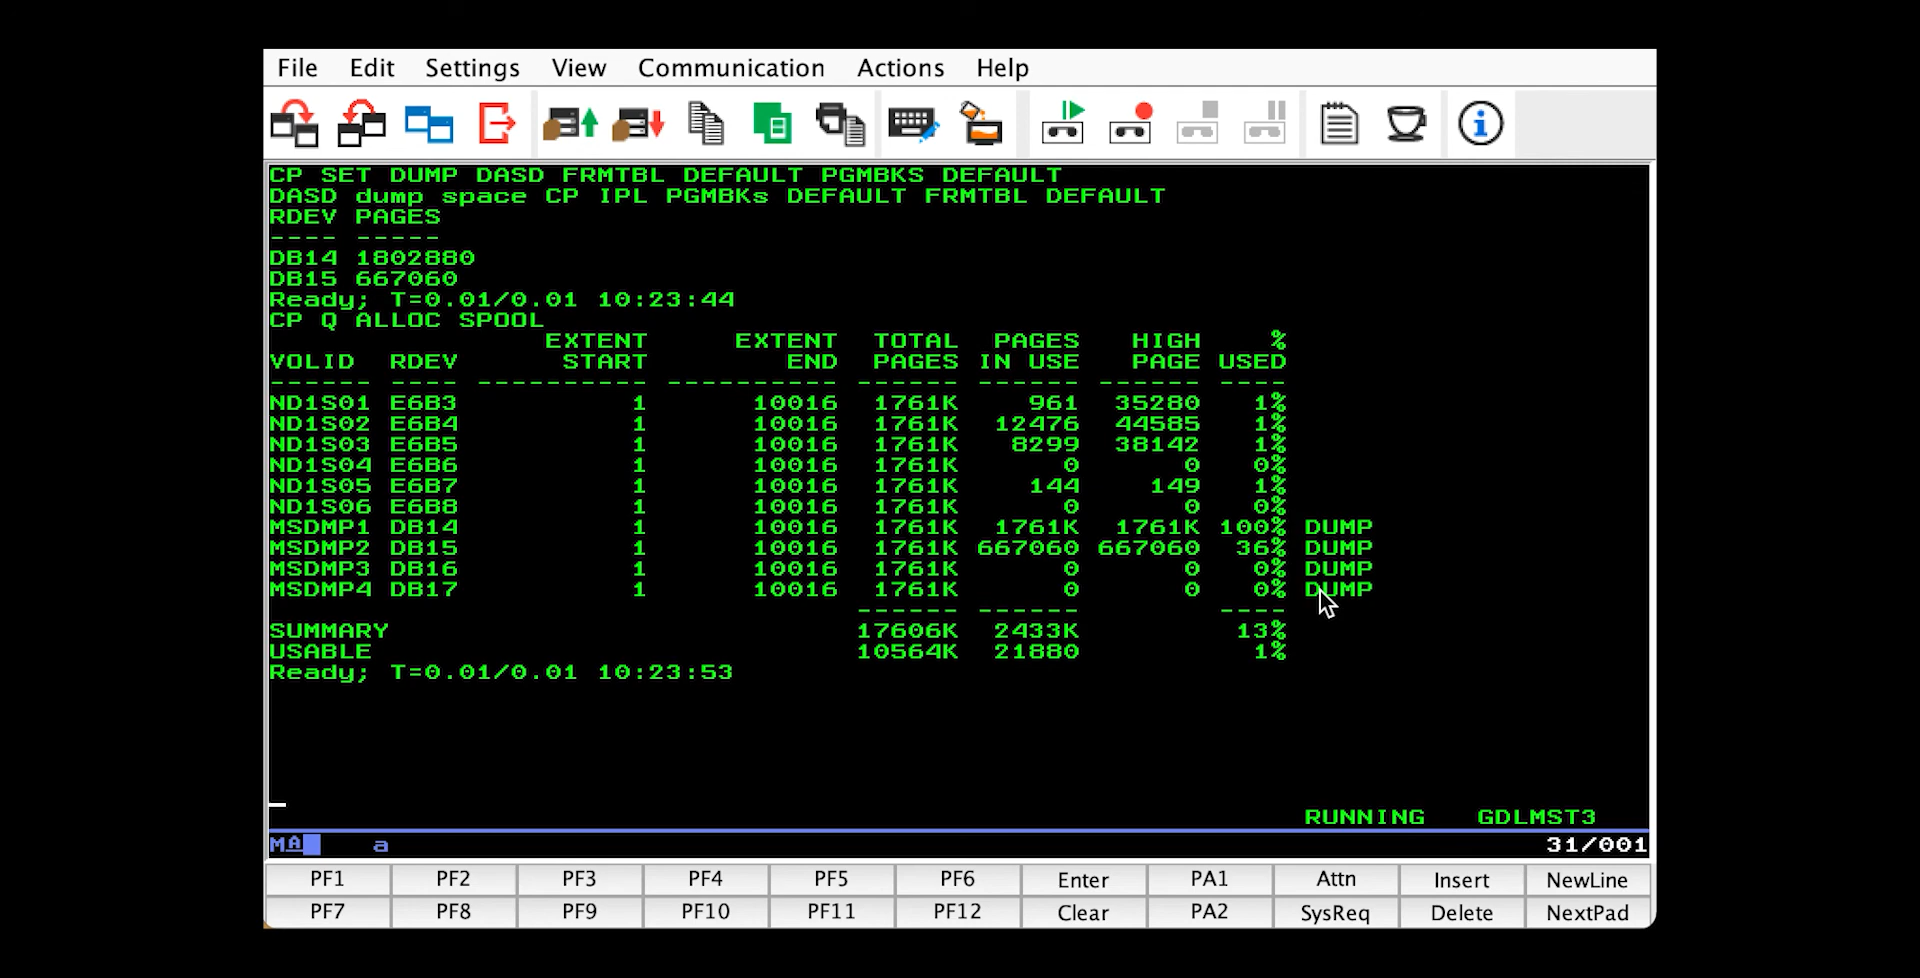 File Edit Settings View Communication Actions Help
CP SET DUMP DASD FRMTBL DEFAULT PGMBKS DEFAULT
DASD dump space CP IPL PGMBKs DEFAULT FRMTBL DEFAULT
RDEV PAGES
---- -----
DB14 1802880
DB15 667060
Ready; T=0.01/0.01 10:23:44
CP Q ALLOC SPOOL
EXTENT EXTENT TOTAL PAGES HIGH %
VOLID RDEV START END PAGES IN USE PAGE USED
------ ---- ---------- ---------- ------ ------ ------ ----
ND1S01 E6B3 1 10016 1761K 961 35280 1%
ND1S02 E6B4 1 10016 1761K 12476 44585 1%
ND1S03 E6B5 1 10016 1761K 8299 38142 1%
ND1S04 E6B6 1 10016 1761K 0 0 0%
ND1S05 E6B7 1 10016 1761K 144 149 1%
ND1S06 E6B8 1 10016 1761K 0 0 0%
MSDMP1 DB14 1 10016 1761K 1761K 1761K 100% DUMP
MSDMP2 DB15 1 10016 1761K 667060 667060 36% DUMP
MSDMP3 DB16 1 10016 1761K 0 0 0% DUMP
MSDMP4 DB17 1 10016 1761K 0 0 0% DUMP
------ ------ ----
SUMMARY 17606K 2433K 13%
USABLE 10564K 21880 1%
Ready; T=0.01/0.01 10:23:53
RUNNING GDLMST3
MA a 31/001
PF1 PF2 PF3 PF4 PF5 PF6 Enter PA1 Attn Insert NewLine
PF7 PF8 PF9 PF10 PF11 PF12 Clear PA2 SysReq Delete NextPad